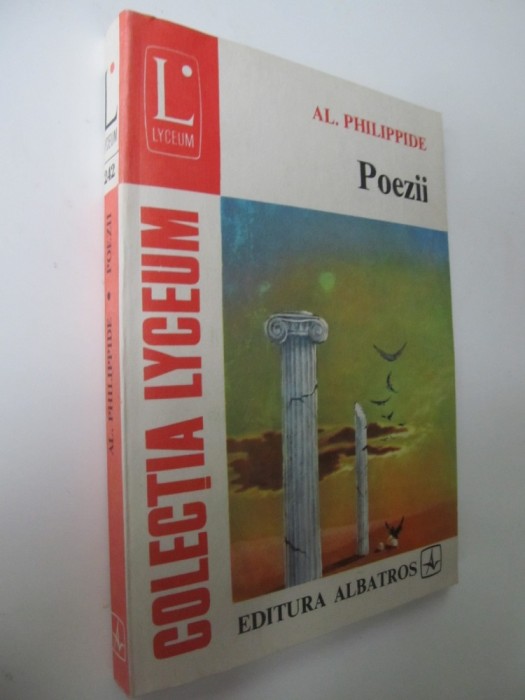 L
LYCEUM
AL. PHILIPPIDE
Poezii
COLECȚIA LYCEUM
EDITURA ALBATROS
L
LYCEUM
242
AL. PHILIPPIDE • POEZII